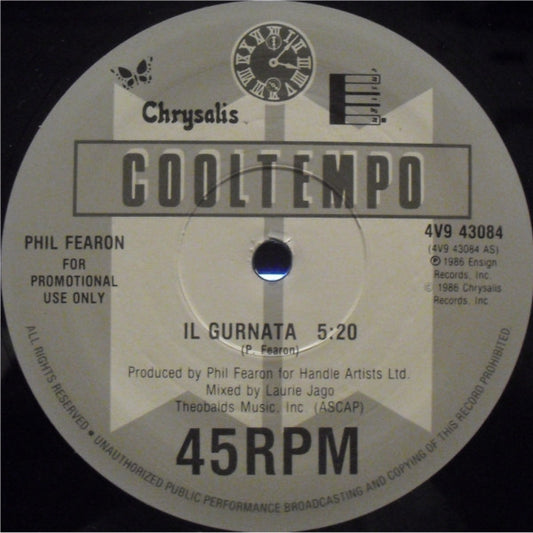 Chrysalis
Ensign
COOLTEMPO
PHIL FEARON
FOR
PROMOTIONAL
USE ONLY
4V9 43084
(4V9 43084 AS)
Ⓟ 1986 Ensign
Records, Inc.
© 1986 Chrysalis
Records, Inc.
IL GURNATA 5:20
(P. Fearon)
Produced by Phil Fearon for Handle Artists Ltd.
Mixed by Laurie Jago
Theobalds Music, Inc (ASCAP)
45RPM
ALL RIGHTS RESERVED • UNAUTHORIZED PUBLIC PERFORMANCE BROADCASTING AND COPYING OF THIS RECORD PROHIBITED